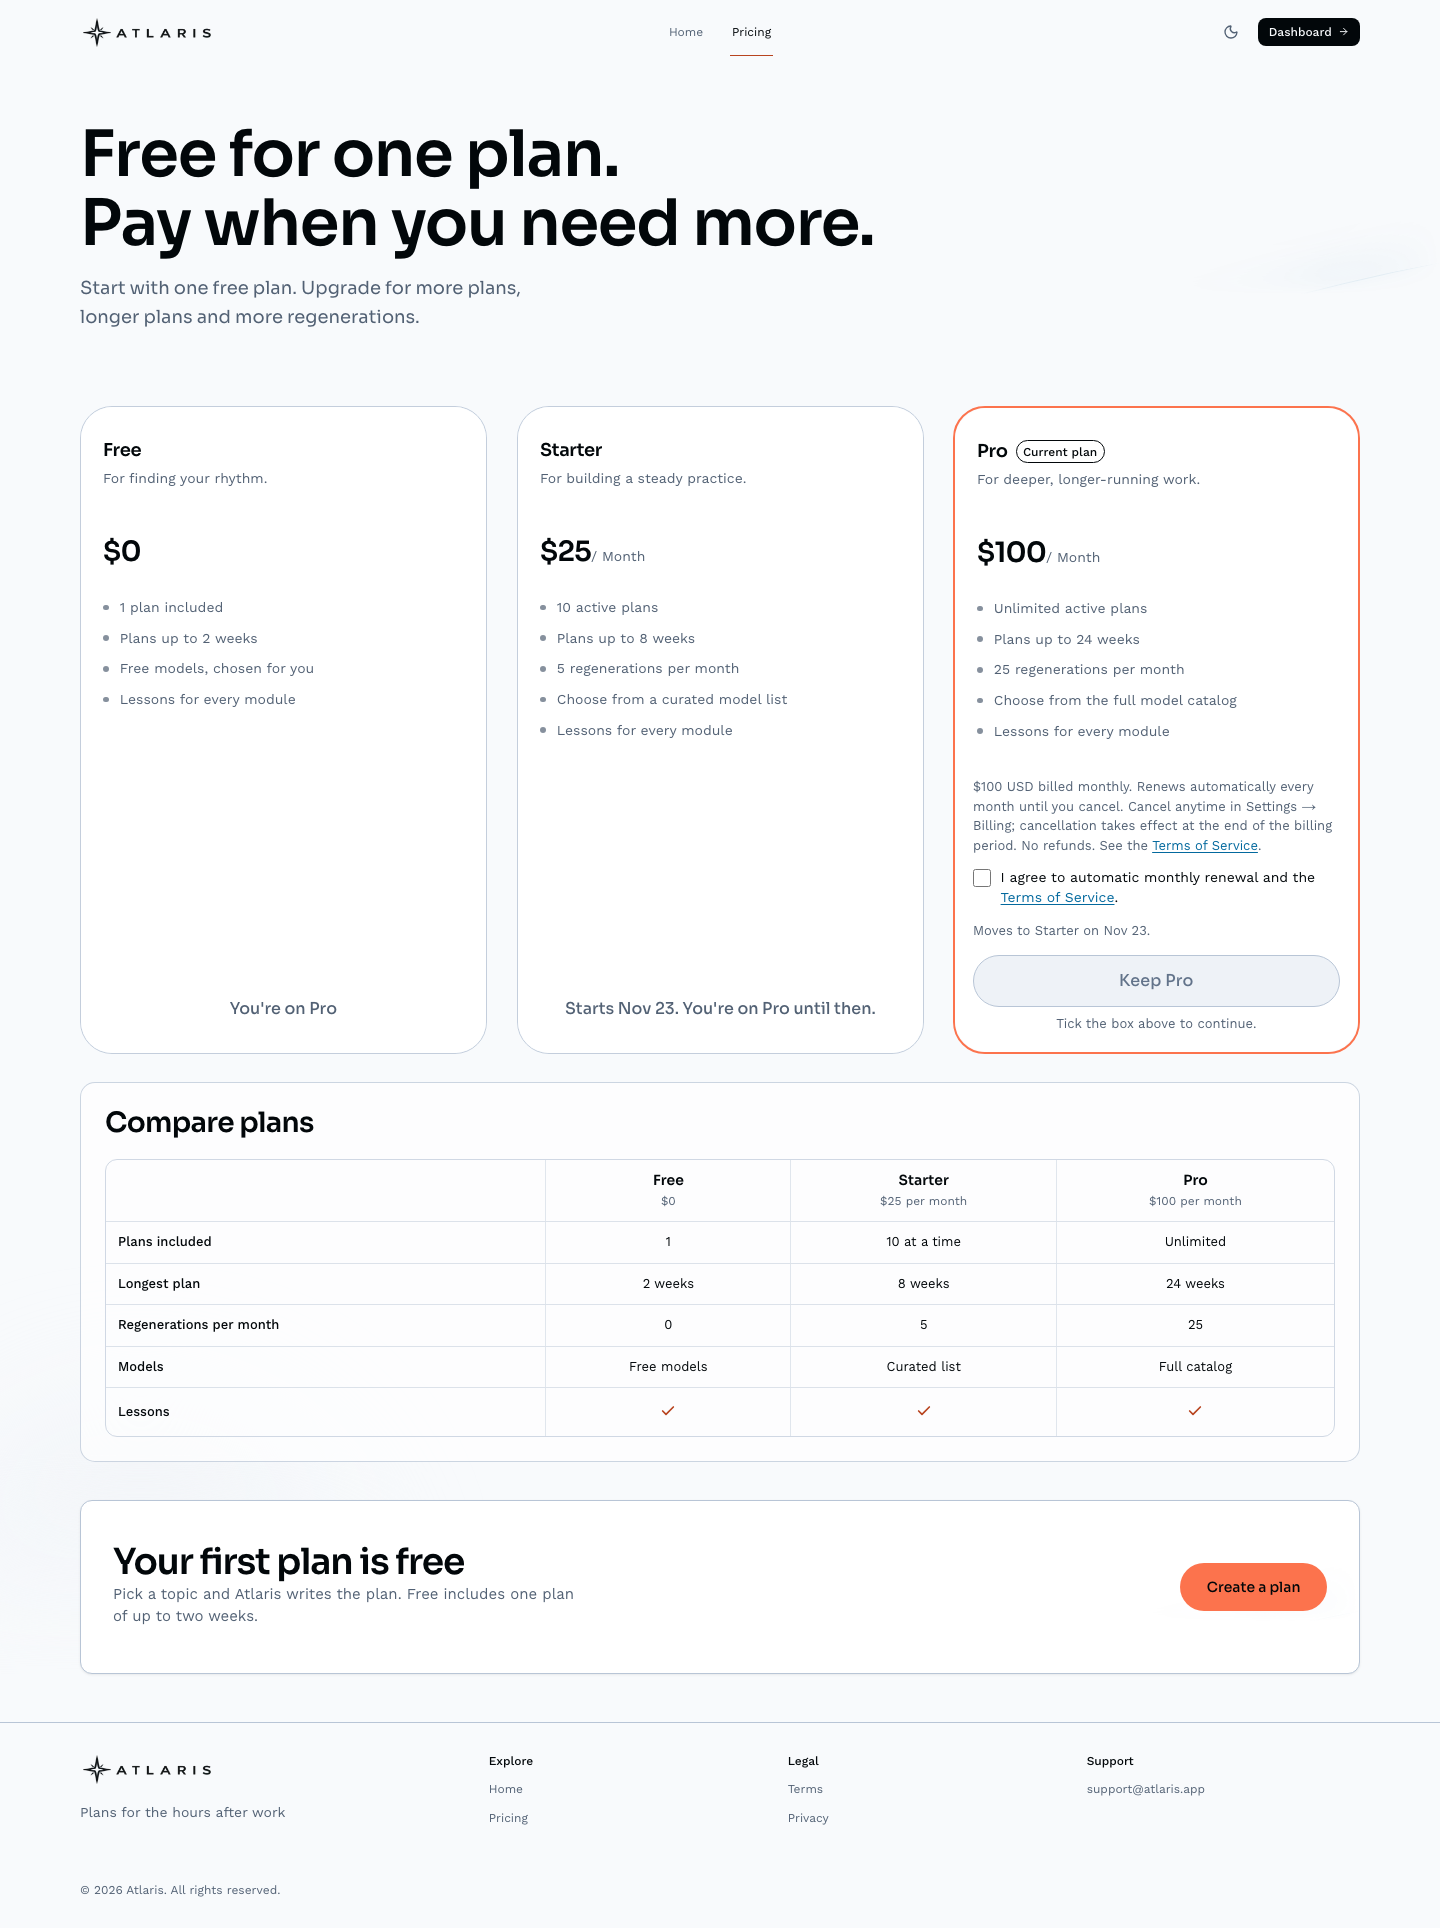 ATLARIS
Home
Pricing
Dashboard →
Free for one plan.
Pay when you need more.
Start with one free plan. Upgrade for more plans,
longer plans and more regenerations.
Free
For finding your rhythm.
$0
1 plan included
Plans up to 2 weeks
Free models, chosen for you
Lessons for every module
You're on Pro
Starter
For building a steady practice.
$25/ Month
10 active plans
Plans up to 8 weeks
5 regenerations per month
Choose from a curated model list
Lessons for every module
Starts Nov 23. You're on Pro until then.
Pro Current plan
For deeper, longer-running work.
$100/ Month
Unlimited active plans
Plans up to 24 weeks
25 regenerations per month
Choose from the full model catalog
Lessons for every module
$100 USD billed monthly. Renews automatically every
month until you cancel. Cancel anytime in Settings →
Billing; cancellation takes effect at the end of the billing
period. No refunds. See the Terms of Service.
I agree to automatic monthly renewal and the
Terms of Service.
Moves to Starter on Nov 23.
Keep Pro
Tick the box above to continue.
Compare plans
Free Starter Pro
$0 $25 per month $100 per month
Plans included 1 10 at a time Unlimited
Longest plan 2 weeks 8 weeks 24 weeks
Regenerations per month 0 5 25
Models Free models Curated list Full catalog
Lessons ✓ ✓ ✓
Your first plan is free
Pick a topic and Atlaris writes the plan. Free includes one plan
of up to two weeks.
Create a plan
ATLARIS
Plans for the hours after work
Explore
Home
Pricing
Legal
Terms
Privacy
Support
support@atlaris.app
© 2026 Atlaris. All rights reserved.